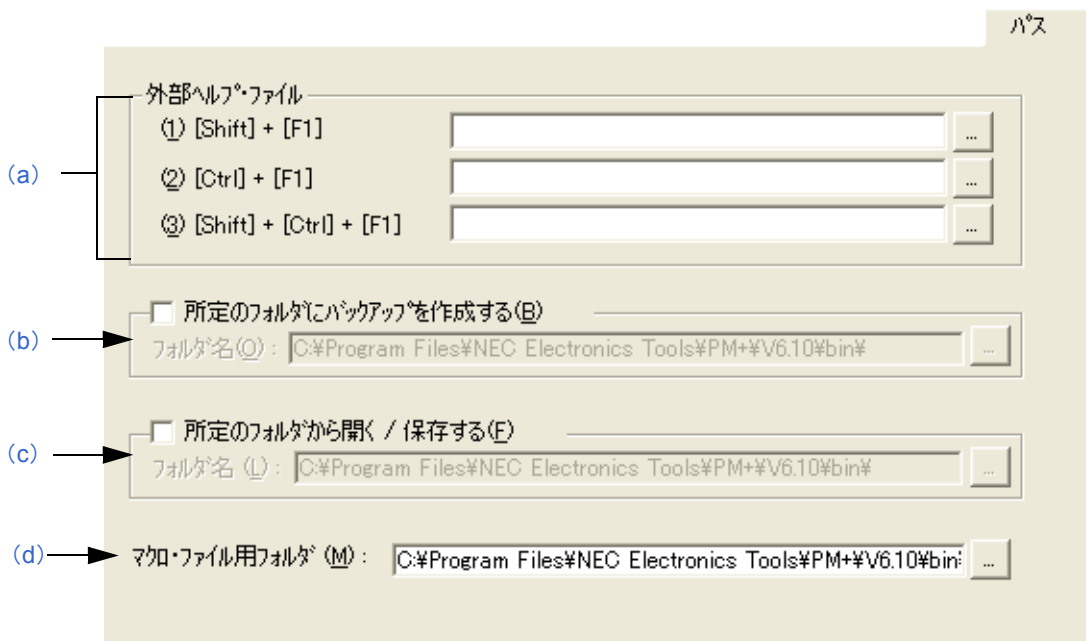 パス
外部ヘルプ・ファイル
(1) [Shift] + [F1]
...
(a)
(2) [Ctrl] + [F1]
...
(3) [Shift] + [Ctrl] + [F1]
...
所定のフォルダにバックアップを作成する(B)
(b)
フォルダ名(O) : C:¥Program Files¥NEC Electronics Tools¥PM+¥V6.10¥bin¥
...
所定のフォルダから開く / 保存する(F)
(c)
フォルダ名 (L) : C:¥Program Files¥NEC Electronics Tools¥PM+¥V6.10¥bin¥
...
(d)
マクロ・ファイル用フォルダ (M) : C:¥Program Files¥NEC Electronics Tools¥PM+¥V6.10¥bin
...